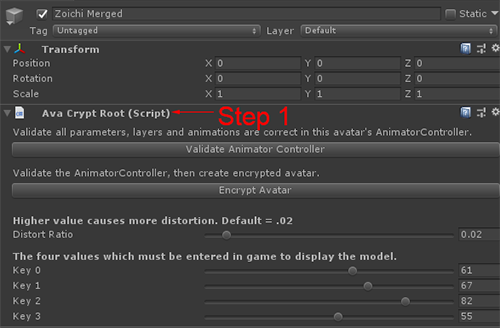 Zoichi Merged
Static
Tag Untagged Layer Default
Transform
Position X 0 Y 0 Z 0
Rotation X 0 Y 0 Z 0
Scale X 1 Y 1 Z 1
Ava Crypt Root (Script) Step 1
Validate all parameters, layers and animations are correct in this avatar's AnimatorController.
Validate Animator Controller
Validate the AnimatorController, then create encrypted avatar.
Encrypt Avatar
Higher value causes more distortion. Default = .02
Distort Ratio 0.02
The four values which must be entered in game to display the model.
Key 0 61
Key 1 67
Key 2 82
Key 3 55